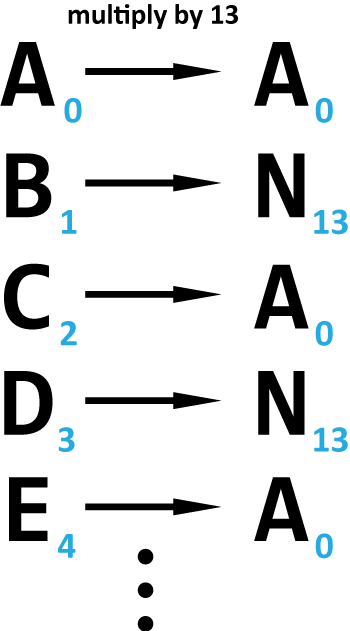 multiply by 13
A0 A0
B1 N13
C2 A0
D3 N13
E4 A0